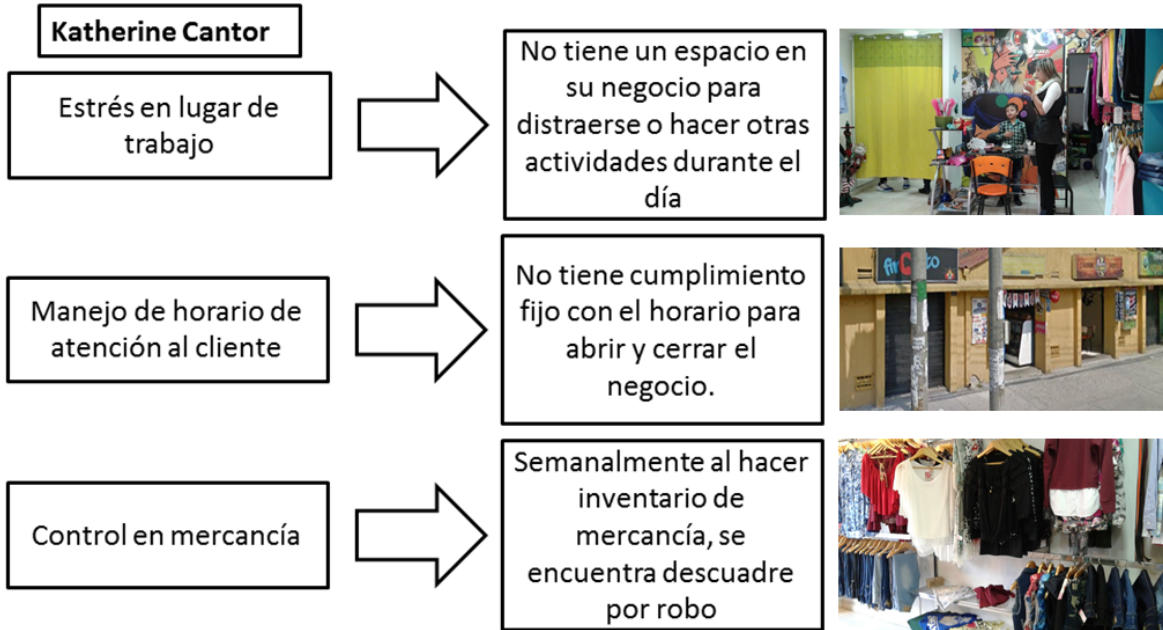 Katherine Cantor
Estrés en lugar de
trabajo
No tiene un espacio en
su negocio para
distraerse o hacer otras
actividades durante el
día
Manejo de horario de
atención al cliente
No tiene cumplimiento
fijo con el horario para
abrir y cerrar el
negocio.
Control en mercancía
Semanalmente al hacer
inventario de
mercancía, se
encuentra descuadre
por robo